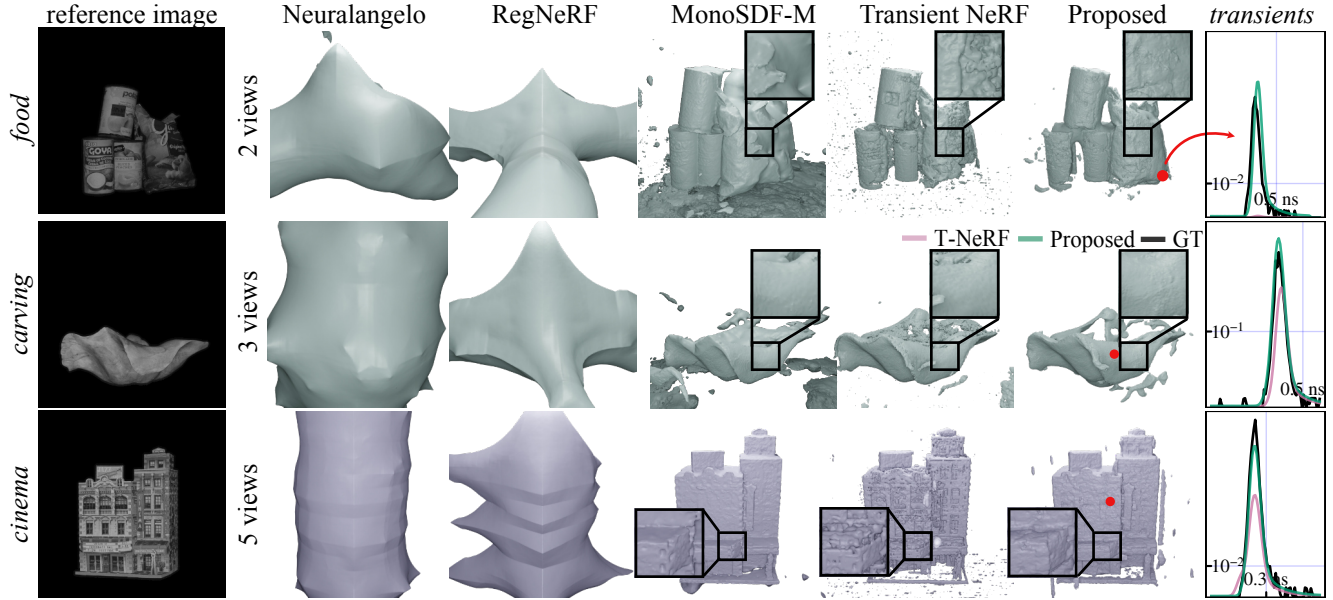 reference image Neuralangelo RegNeRF MonoSDF-M Transient NeRF Proposed transients
food
2 views
GOYA
10⁻²
0.5 ns
T-NeRF Proposed GT
carving
3 views
10⁻¹
0.5 ns
cinema
5 views
10⁻²
0.3 ns